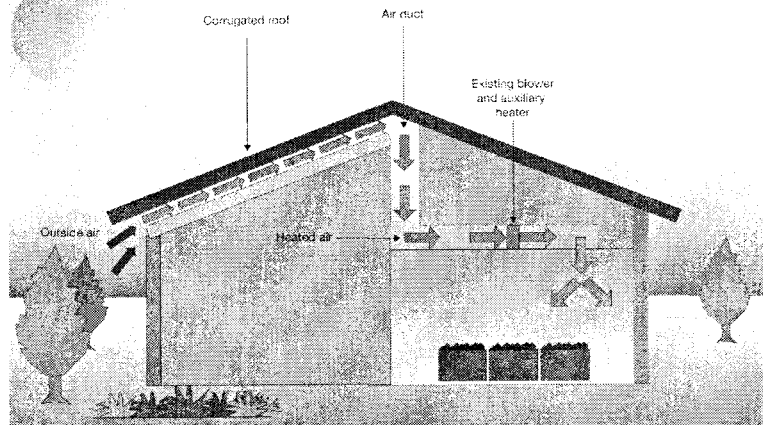 Corrugated roof
Air duct
Existing blower
and auxiliary
heater
Outside air
Heated air